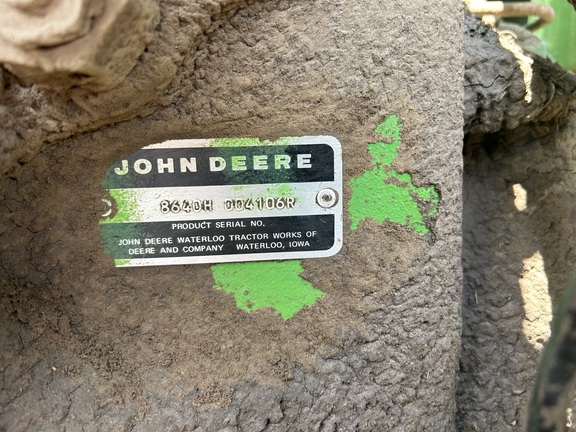 JOHN DEERE
8640H 004106R
PRODUCT SERIAL NO.
JOHN DEERE WATERLOO TRACTOR WORKS OF
DEERE AND COMPANY WATERLOO, IOWA